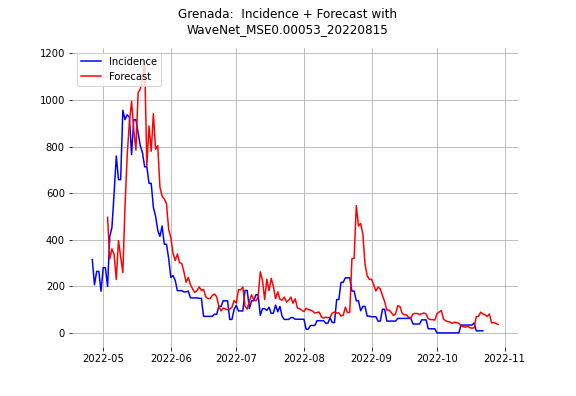 Grenada:  Incidence + Forecast with
WaveNet_MSE0.00053_20220815
Incidence
Forecast
1200
1000
800
600
400
200
0
2022-05 2022-06 2022-07 2022-08 2022-09 2022-10 2022-11